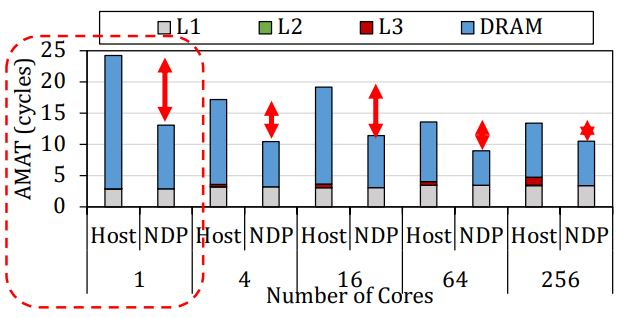 L1 L2 L3 DRAM
AMAT (cycles)
25
20
15
10
5
0
Host NDP Host NDP Host NDP Host NDP Host NDP
1 4 16 64 256
Number of Cores